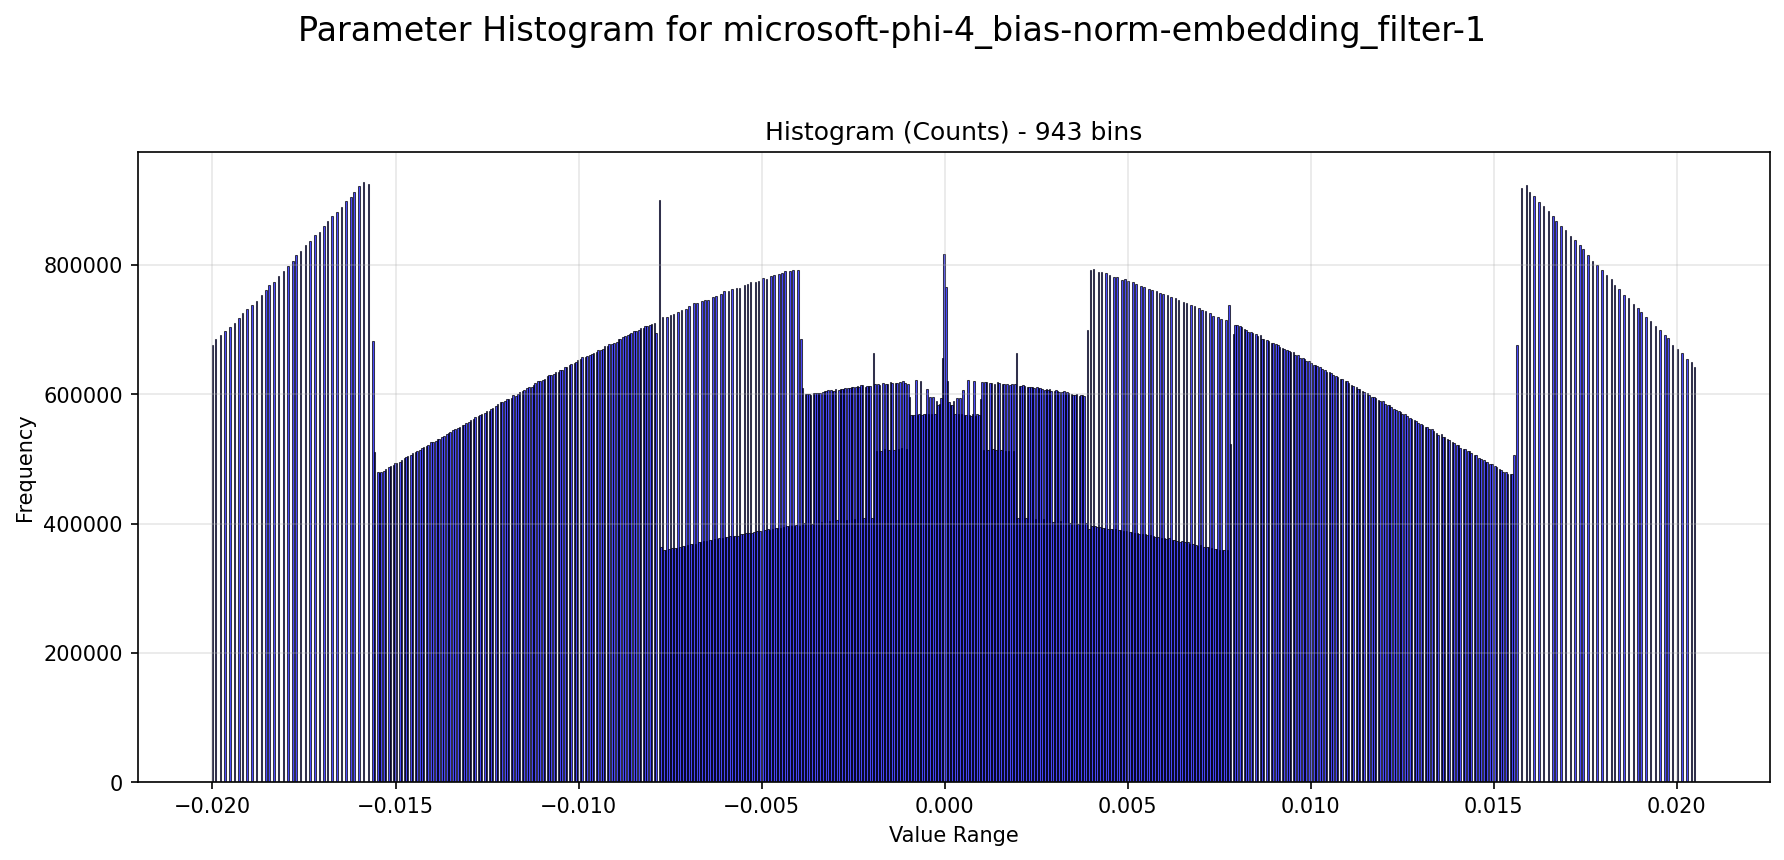 Parameter Histogram for microsoft-phi-4_bias-norm-embedding_filter-1
Histogram (Counts) - 943 bins
Frequency
800000
600000
400000
200000
0
−0.020 −0.015 −0.010 −0.005 0.000 0.005 0.010 0.015 0.020
Value Range